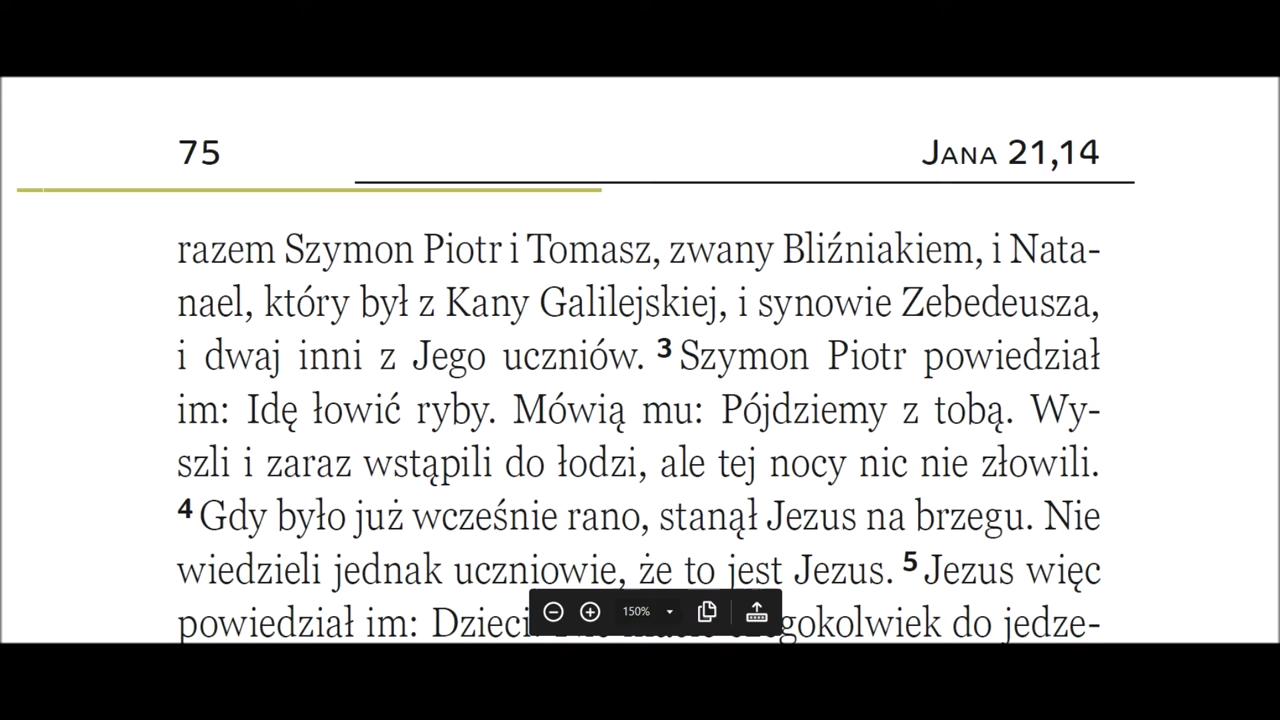 75 Jana 21,14
razem Szymon Piotr i Tomasz, zwany Bliźniakiem, i Nata-
nael, który był z Kany Galilejskiej, i synowie Zebedeusza,
i dwaj inni z Jego uczniów. 3 Szymon Piotr powiedział
im: Idę łowić ryby. Mówią mu: Pójdziemy z tobą. Wy-
szli i zaraz wstąpili do łodzi, ale tej nocy nic nie złowili.
4 Gdy było już wcześnie rano, stanął Jezus na brzegu. Nie
wiedzieli jednak uczniowie, że to jest Jezus. 5 Jezus więc
powiedział im: Dzieci do jedze-
150%